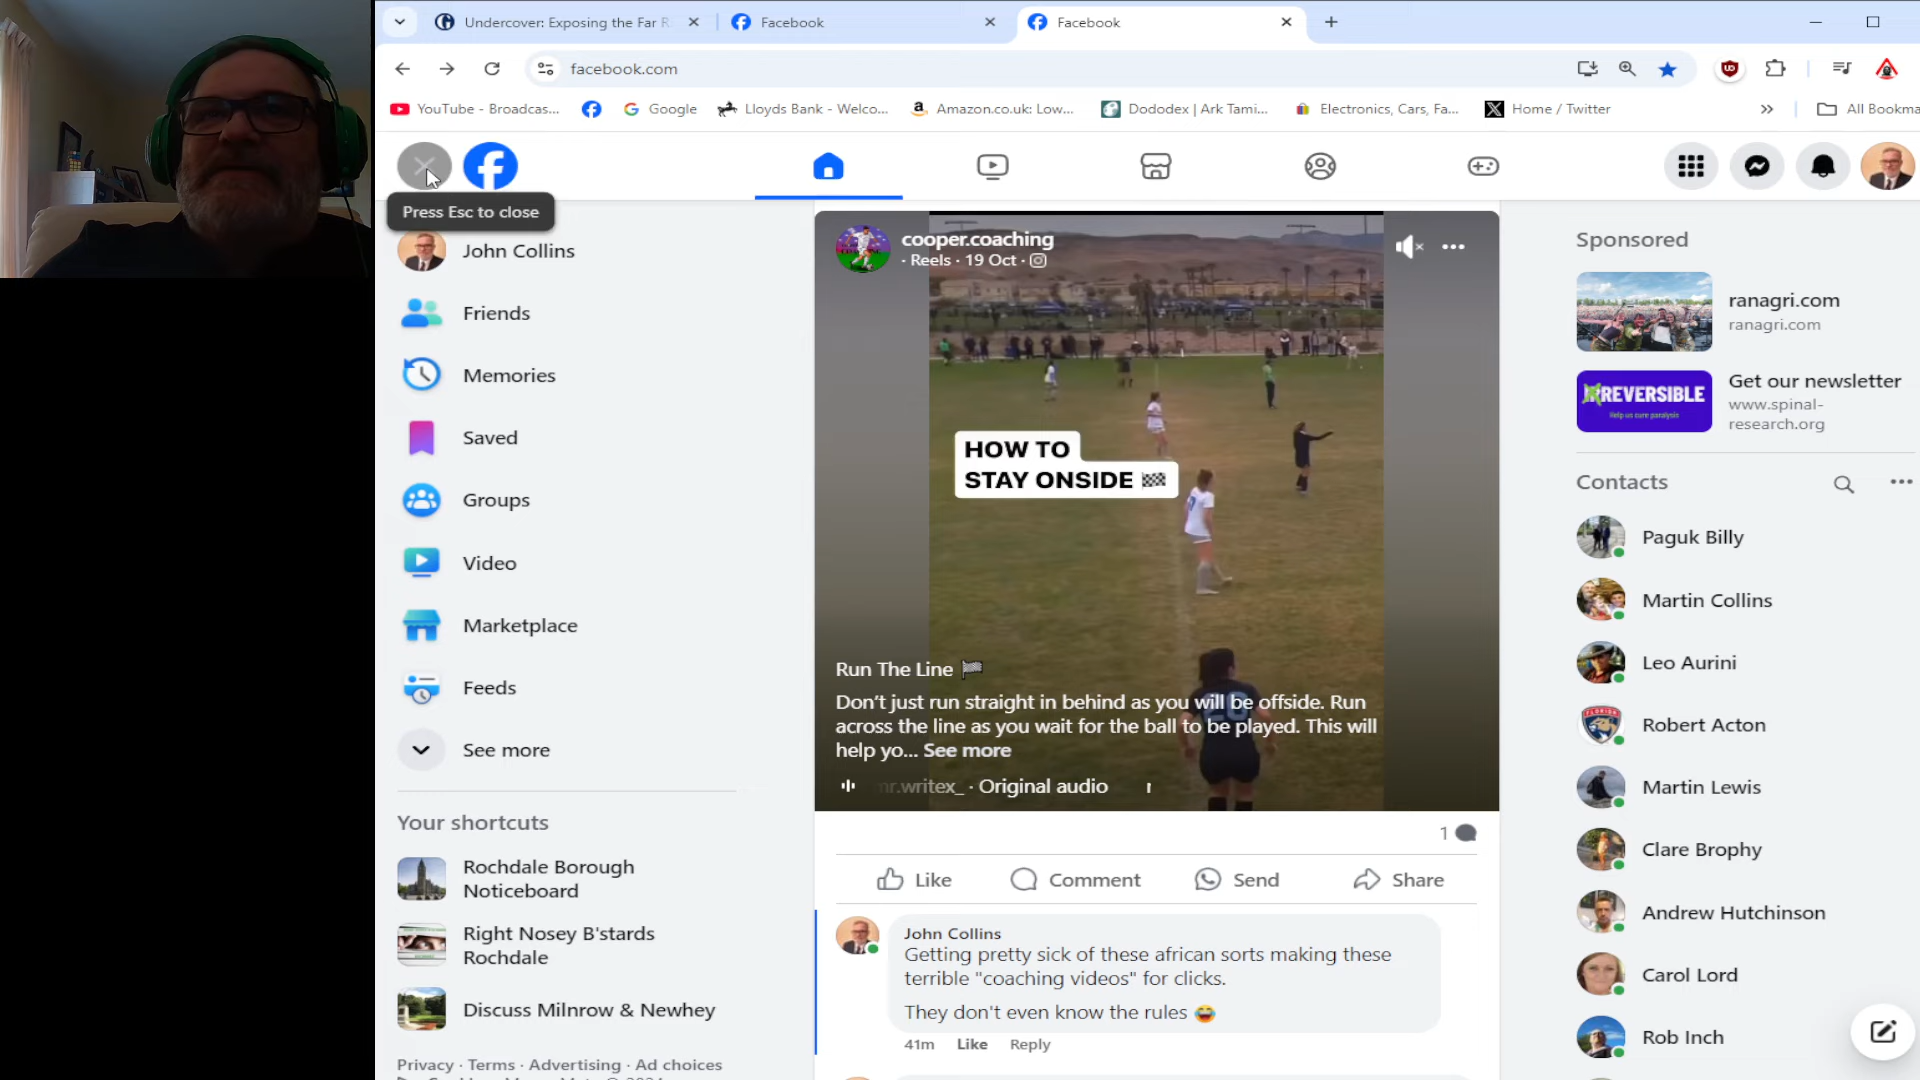 Undercover: Exposing the Far R
Facebook
Facebook
facebook.com
YouTube - Broadcas...
Google
Lloyds Bank - Welco...
Amazon.co.uk: Low...
Dododex | Ark Tami...
Electronics, Cars, Fa...
Home / Twitter
All Bookma
Press Esc to close
John Collins
Friends
Memories
Saved
Groups
Video
Marketplace
Feeds
See more
Your shortcuts
Rochdale Borough
Noticeboard
Right Nosey B'stards
Rochdale
Discuss Milnrow & Newhey
Privacy · Terms · Advertising · Ad choices
cooper.coaching
· Reels · 19 Oct ·
HOW TO
STAY ONSIDE
Run The Line
Don't just run straight in behind as you will be offside. Run
across the line as you wait for the ball to be played. This will
help yo... See more
nr.writex_ · Original audio
1
Like
Comment
Send
Share
John Collins
Getting pretty sick of these african sorts making these
terrible "coaching videos" for clicks.
They don't even know the rules 😂
41m Like Reply
Sponsored
ranagri.com
ranagri.com
IRREVERSIBLE
Help us cure paralysis
Get our newsletter
www.spinal-
research.org
Contacts
Paguk Billy
Martin Collins
Leo Aurini
Robert Acton
Martin Lewis
Clare Brophy
Andrew Hutchinson
Carol Lord
Rob Inch